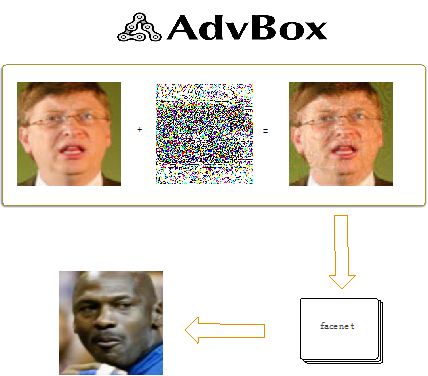 AdvBox
+
=
facenet